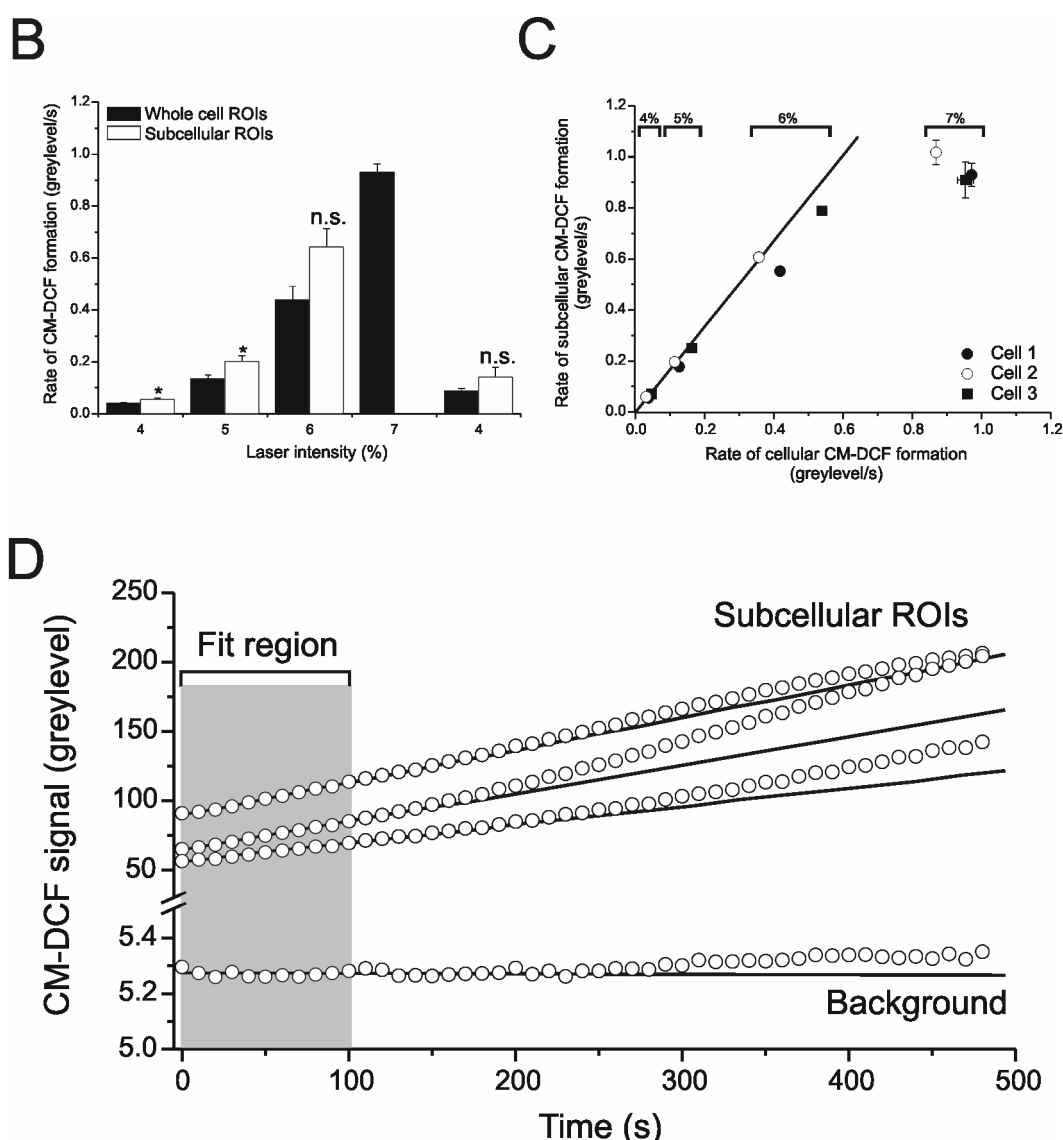 B
Rate of CM-DCF formation (greylevel/s)
1.2
1.0
0.8
0.6
0.4
0.2
0.0
Whole cell ROIs
Subcellular ROIs
*
*
n.s.
n.s.
4
5
6
7
4
Laser intensity (%)
C
Rate of subcellular CM-DCF formation
(greylevel/s)
1.2
1.0
0.8
0.6
0.4
0.2
0.0
4%
5%
6%
7%
Cell 1
Cell 2
Cell 3
0.0
0.2
0.4
0.6
0.8
1.0
1.2
Rate of cellular CM-DCF formation
(greylevel/s)
D
CM-DCF signal (greylevel)
250
200
150
100
50
5.4
5.2
5.0
Fit region
Subcellular ROIs
Background
0
100
200
300
400
500
Time (s)